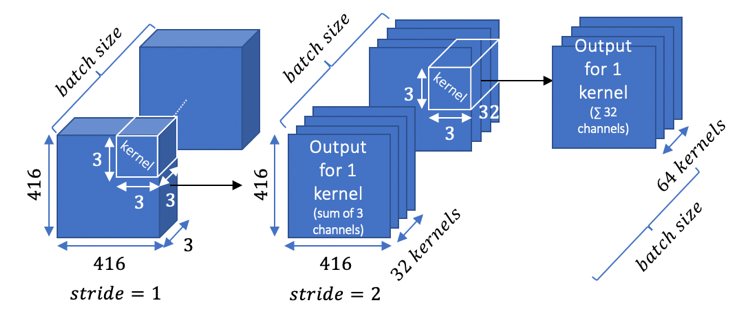 batch size
416
3
kernel
3
3
3
416
stride = 1
batch size
3
kernel
3
32
416
Output
for 1
kernel
(sum of 3
channels)
416
32 kernels
stride = 2
Output
for 1
kernel
(∑ 32
channels)
64 kernels
batch size